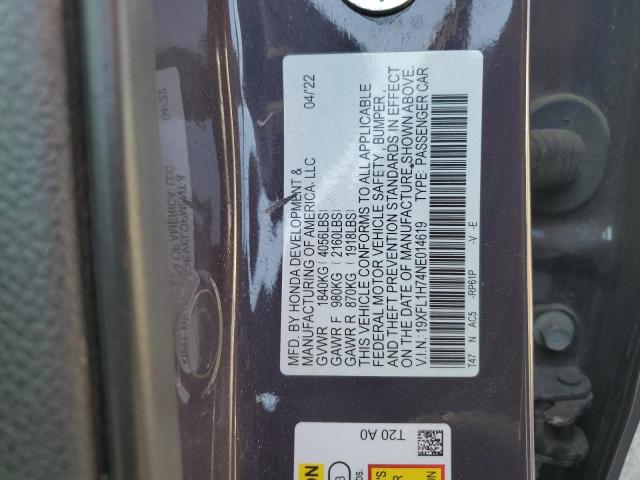 MFD. BY HONDA DEVELOPMENT &
MANUFACTURING OF AMERICA, LLC 04/22
GVWR 1840KG ( 4056LBS)
GAWR F 980KG ( 2160LBS)
GAWR R 870KG ( 1918LBS)
THIS VEHICLE CONFORMS TO ALL APPLICABLE
FEDERAL MOTOR VEHICLE SAFETY, BUMPER,
AND THEFT PREVENTION STANDARDS IN EFFECT
ON THE DATE OF MANUFACTURE SHOWN ABOVE.
V.I.N.: 19XFL1H74NE014619 TYPE: PASSENGER CAR
T47 N AC5 -RP61P -V -E
T20 A0